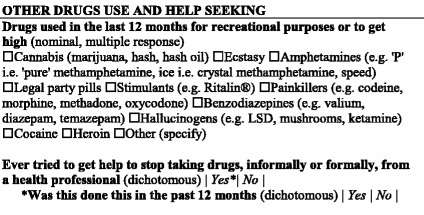 OTHER DRUGS USE AND HELP SEEKING
Drugs used in the last 12 months for recreational purposes or to get
high (nominal, multiple response)
☐Cannabis (marijuana, hash, hash oil) ☐Ecstasy ☐Amphetamines (e.g. 'P'
i.e. 'pure' methamphetamine, ice i.e. crystal methamphetamine, speed)
☐Legal party pills ☐Stimulants (e.g. Ritalin®) ☐Painkillers (e.g. codeine,
morphine, methadone, oxycodone) ☐Benzodiazepines (e.g. valium,
diazepam, temazepam) ☐Hallucinogens (e.g. LSD, mushrooms, ketamine)
☐Cocaine ☐Heroin ☐Other (specify)
Ever tried to get help to stop taking drugs, informally or formally, from
a health professional (dichotomous) | Yes*| No |
*Was this done this in the past 12 months (dichotomous) | Yes | No |